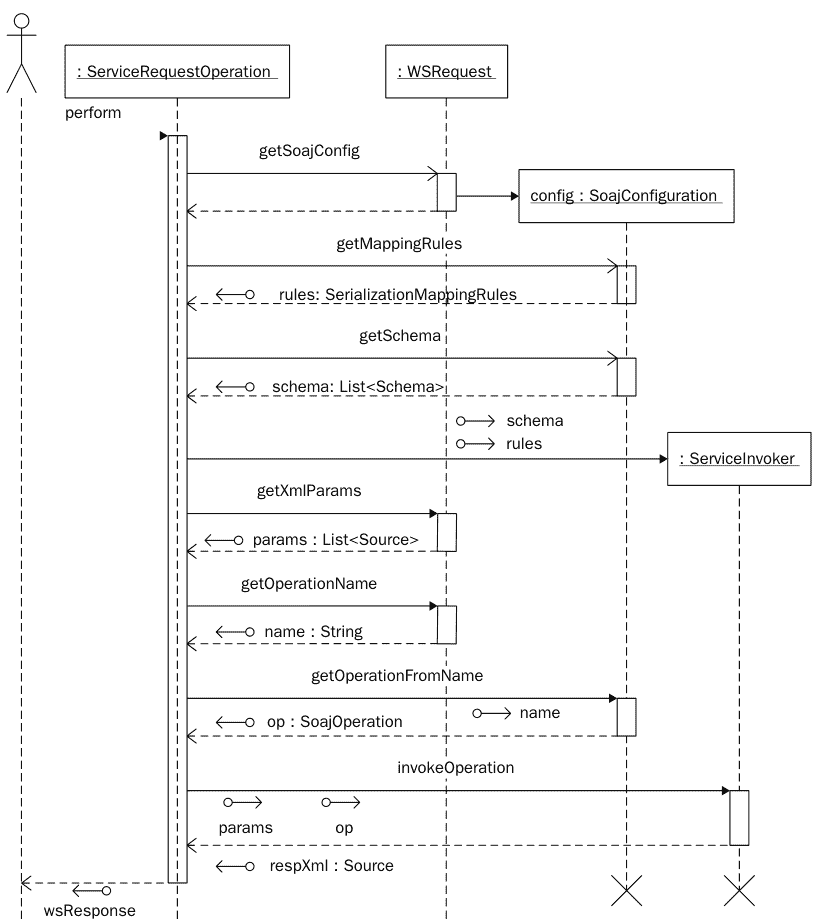 : ServiceRequestOperation
: WSRequest
perform
getSoajConfig
config : SoajConfiguration
getMappingRules
rules: SerializationMappingRules
getSchema
schema: List<Schema>
schema
rules
: ServiceInvoker
getXmlParams
params : List<Source>
getOperationName
name : String
getOperationFromName
name
op : SoajOperation
invokeOperation
params op
respXml : Source
wsResponse